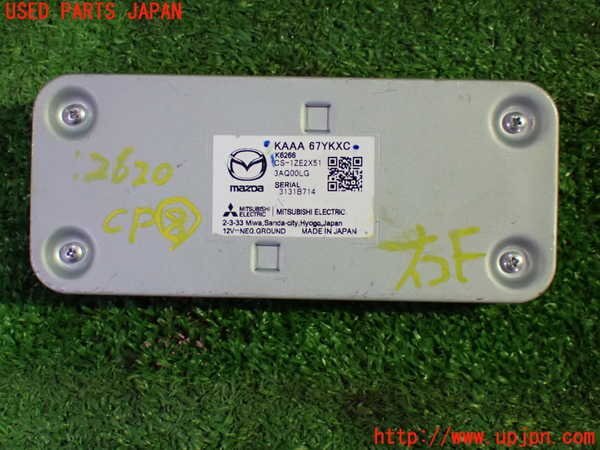 USED PARTS JAPAN
KAAA 67YKXC
K6266
CS-1ZE2X51
3AQ00LG
mazda
SERIAL
3131B714
MITSUBISHI ELECTRIC
MITSUBISHI ELECTRIC
2-3-33 Miwa, Sanda-city, Hyogo, Japan
12V⎓NEG.GROUND MADE IN JAPAN
2620
CP
右F
http://www.upjpn.com/